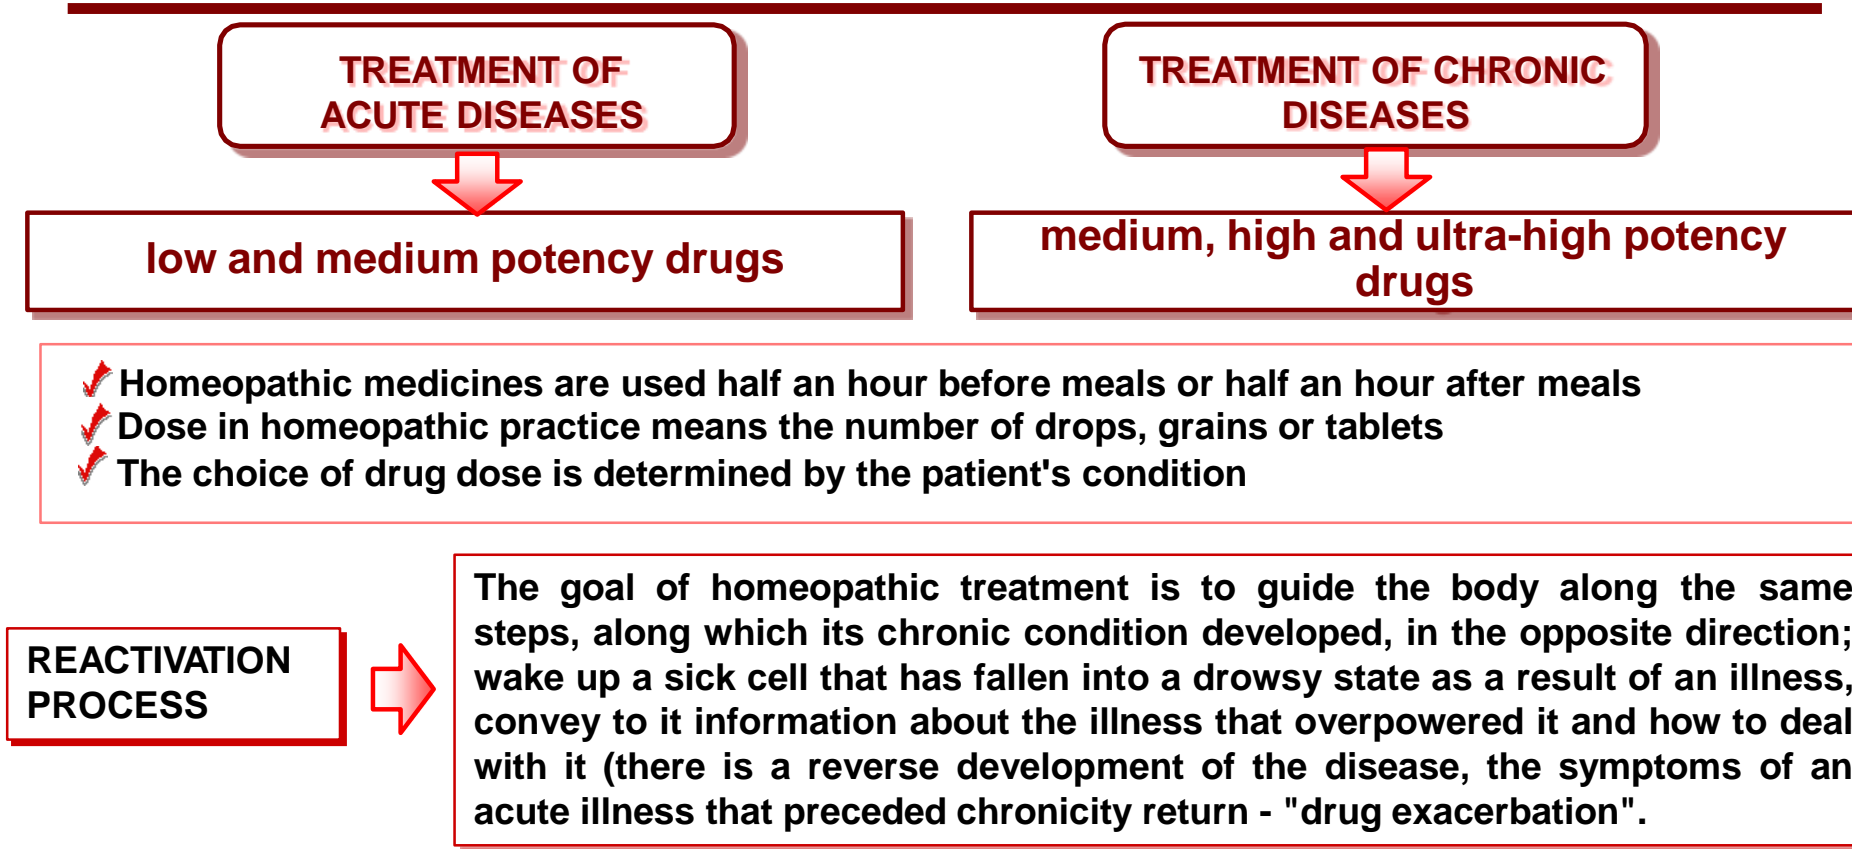 TREATMENT OF
ACUTE DISEASES
TREATMENT OF CHRONIC
DISEASES
low and medium potency drugs
medium, high and ultra-high potency
drugs
Homeopathic medicines are used half an hour before meals or half an hour after meals
Dose in homeopathic practice means the number of drops, grains or tablets
The choice of drug dose is determined by the patient's condition
REACTIVATION
PROCESS
The goal of homeopathic treatment is to guide the body along the same
steps, along which its chronic condition developed, in the opposite direction;
wake up a sick cell that has fallen into a drowsy state as a result of an illness,
convey to it information about the illness that overpowered it and how to deal
with it (there is a reverse development of the disease, the symptoms of an
acute illness that preceded chronicity return - "drug exacerbation".